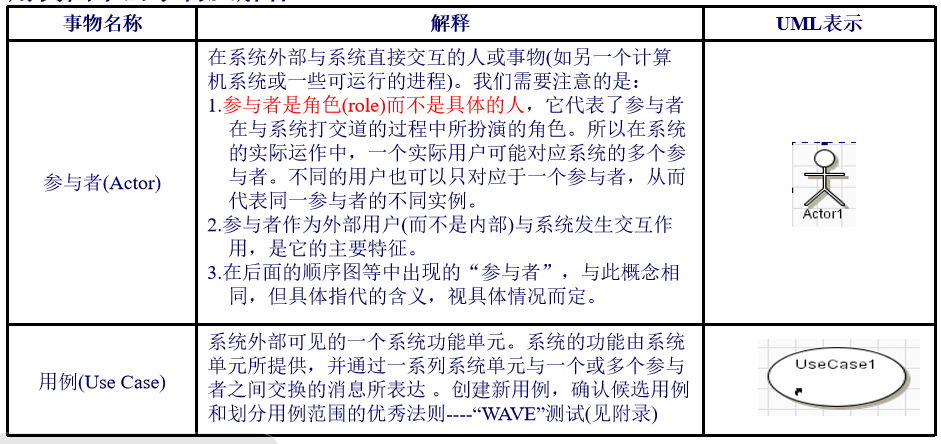 事物名称
解释
UML表示
参与者(Actor)
在系统外部与系统直接交互的人或事物(如另一个计算
机系统或一些可运行的进程)。我们需要注意的是：
1.参与者是角色(role)而不是具体的人，它代表了参与者
在与系统打交道的过程中所扮演的角色。所以在系统
的实际运作中，一个实际用户可能对应系统的多个参
与者。不同的用户也可以只对应于一个参与者，从而
代表同一参与者的不同实例。
2.参与者作为外部用户(而不是内部)与系统发生交互作
用，是它的主要特征。
3.在后面的顺序图等中出现的“参与者”，与此概念相
同，但具体指代的含义，视具体情况而定。
Actor1
用例(Use Case)
系统外部可见的一个系统功能单元。系统的功能由系统
单元所提供，并通过一系列系统单元与一个或多个参与
者之间交换的消息所表达 。创建新用例，确认候选用例
和划分用例范围的优秀法则----“WAVE”测试(见附录)
UseCase1